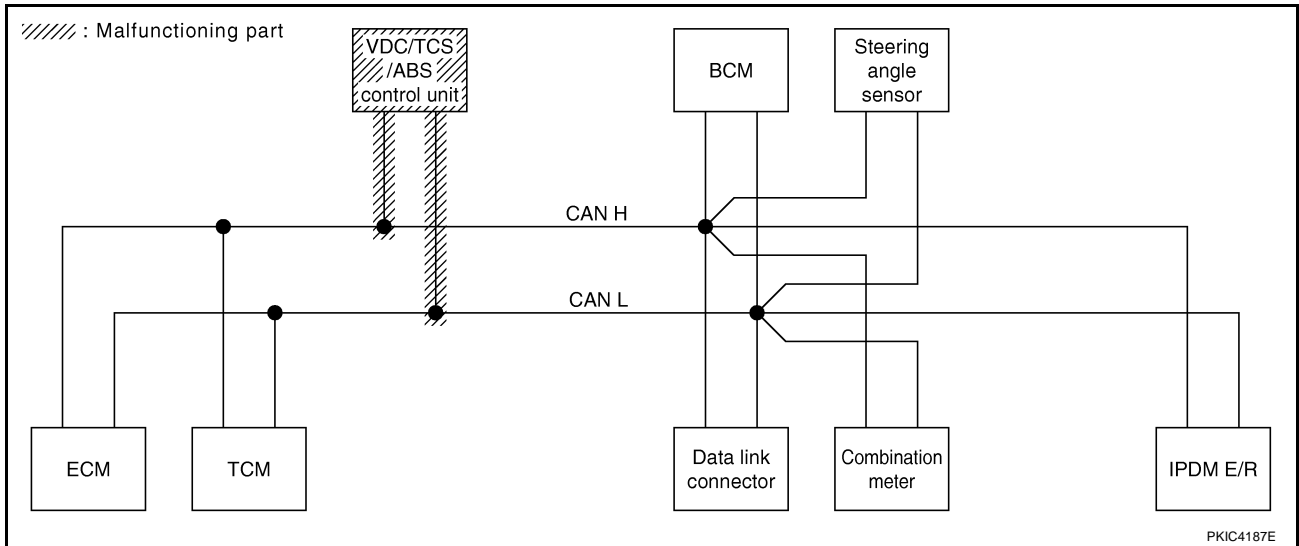 : Malfunctioning part
VDC/TCS
/ABS
control unit
BCM
Steering
angle
sensor
CAN H
CAN L
ECM
TCM
Data link
connector
Combination
meter
IPDM E/R
PKIC4187E